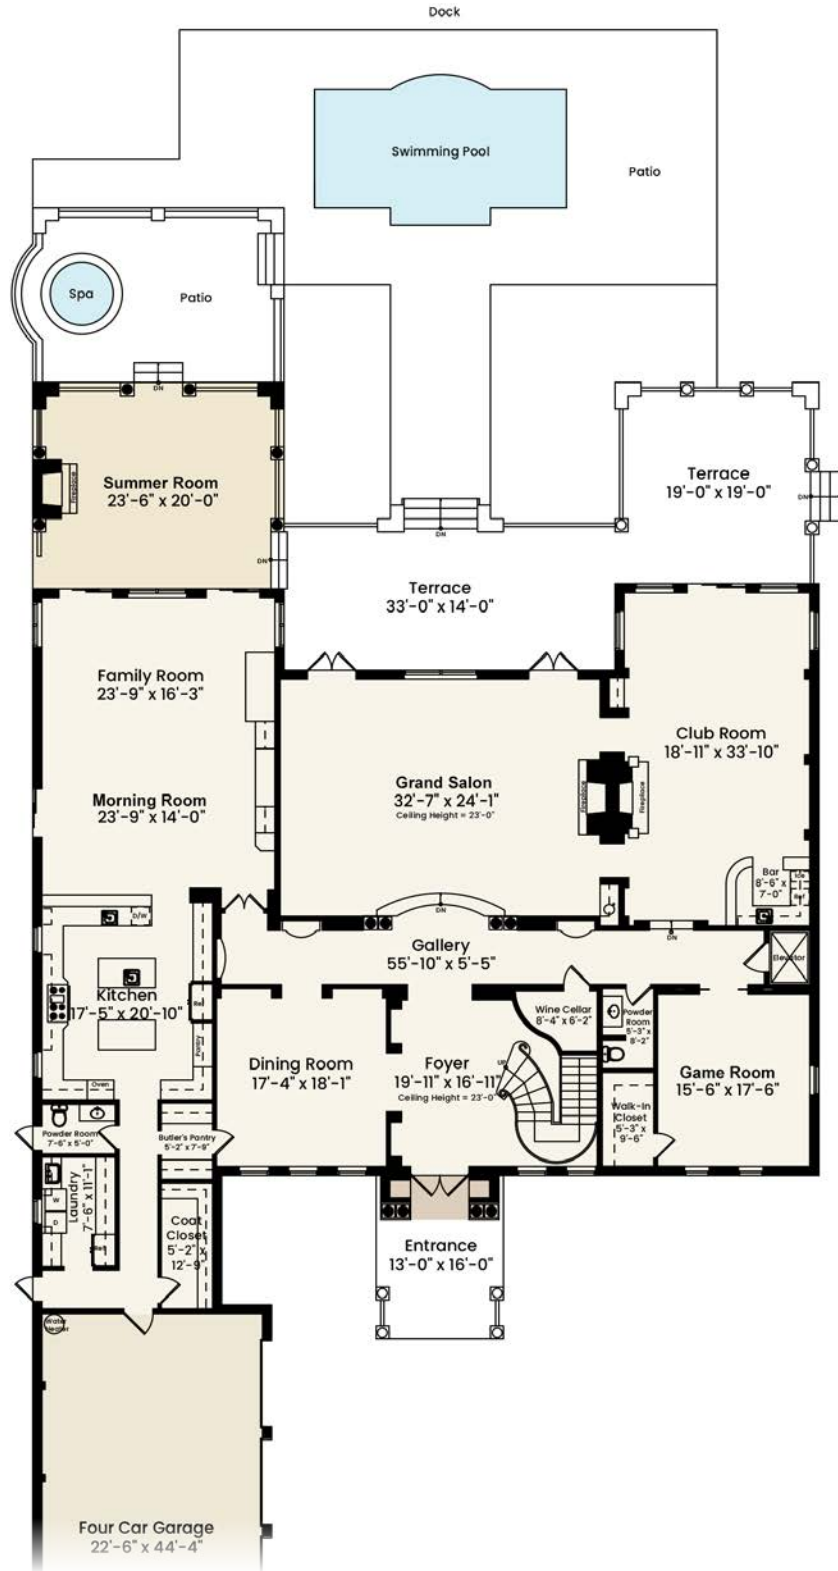 Dock
Swimming Pool
Patio
Spa
Patio
DN
Summer Room
23'-6" x 20'-0"
Fireplace
Terrace
19'-0" x 19'-0"
DN
DN
DN
Terrace
33'-0" x 14'-0"
Family Room
23'-9" x 16'-3"
Club Room
18'-11" x 33'-10"
Grand Salon
32'-7" x 24'-1"
Ceiling Height = 23'-0"
Fireplace
Fireplace
Morning Room
23'-9" x 14'-0"
Bar
8'-6" x
7'-0"
Ice
Ref
D/W
DN
Gallery
55'-10" x 5'-5"
DN
Elevator
Kitchen
17'-5" x 20'-10"
Ref
Pantry
Oven
Wine Cellar
8'-4" x 6'-2"
Powder
Room
5'-3" x
8'-2"
Dining Room
17'-4" x 18'-1"
Foyer
19'-11" x 16'-11"
Ceiling Height = 23'-0"
UP
Game Room
15'-6" x 17'-6"
Walk-In
Closet
5'-3" x
9'-6"
Powder Room
7'-6" x 5'-0"
Butler's Pantry
5'-2" x 7'-9"
Laundry
7'-6" x 11'-1"
W
D
Ref
Coat
Closet
5'-2" x
12'-9"
Entrance
13'-0" x 16'-0"
Water
Heater
Four Car Garage
22'-6" x 44'-4"